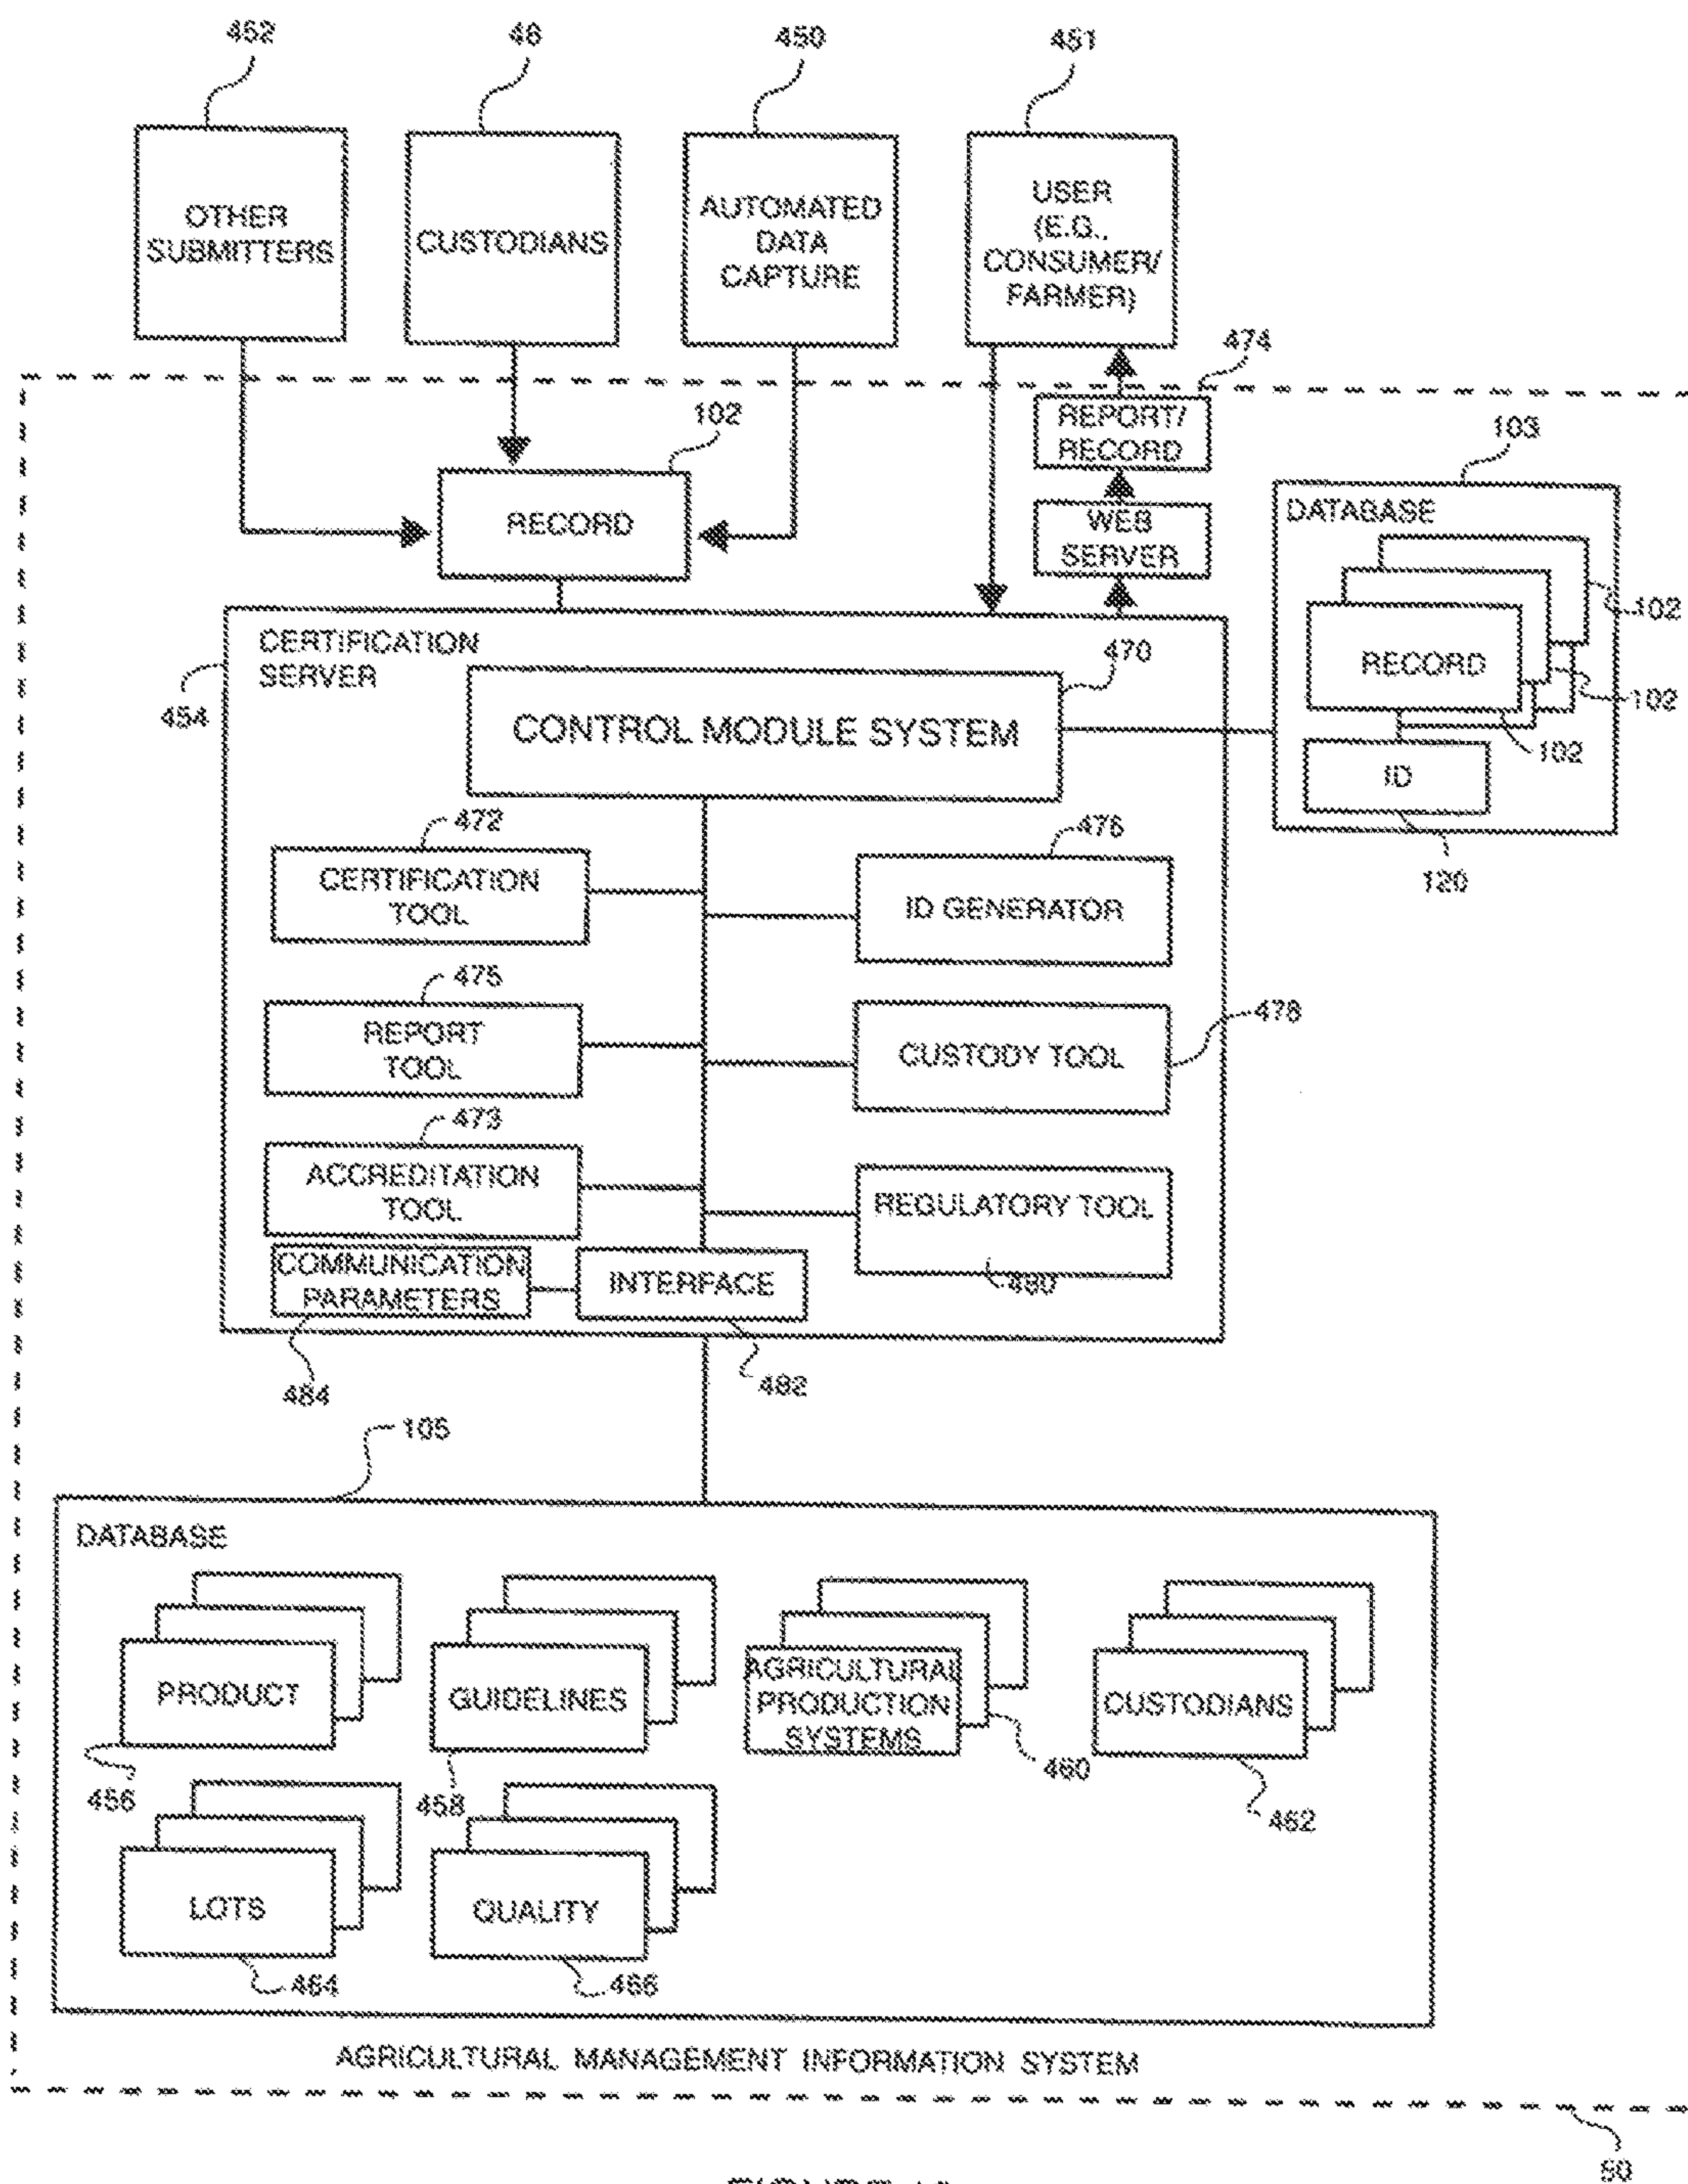 452
46
450
451
OTHER
SUBMITTERS
CUSTODIANS
AUTOMATED
DATA
CAPTURE
USER
(E.G.,
CONSUMER/
FARMER)
474
102
REPORT/
RECORD
103
RECORD
WEB
SERVER
DATABASE
102
RECORD
102
102
ID
120
CERTIFICATION
SERVER
454
470
CONTROL MODULE SYSTEM
472
CERTIFICATION
TOOL
476
ID GENERATOR
475
REPORT
TOOL
CUSTODY TOOL
478
473
ACCREDITATION
TOOL
REGULATORY TOOL
480
COMMUNICATION
PARAMETERS
INTERFACE
484
482
105
DATABASE
PRODUCT
GUIDELINES
AGRICULTURAL
PRODUCTION
SYSTEMS
CUSTODIANS
456
458
460
462
LOTS
QUALITY
464
466
AGRICULTURAL MANAGEMENT INFORMATION SYSTEM
50